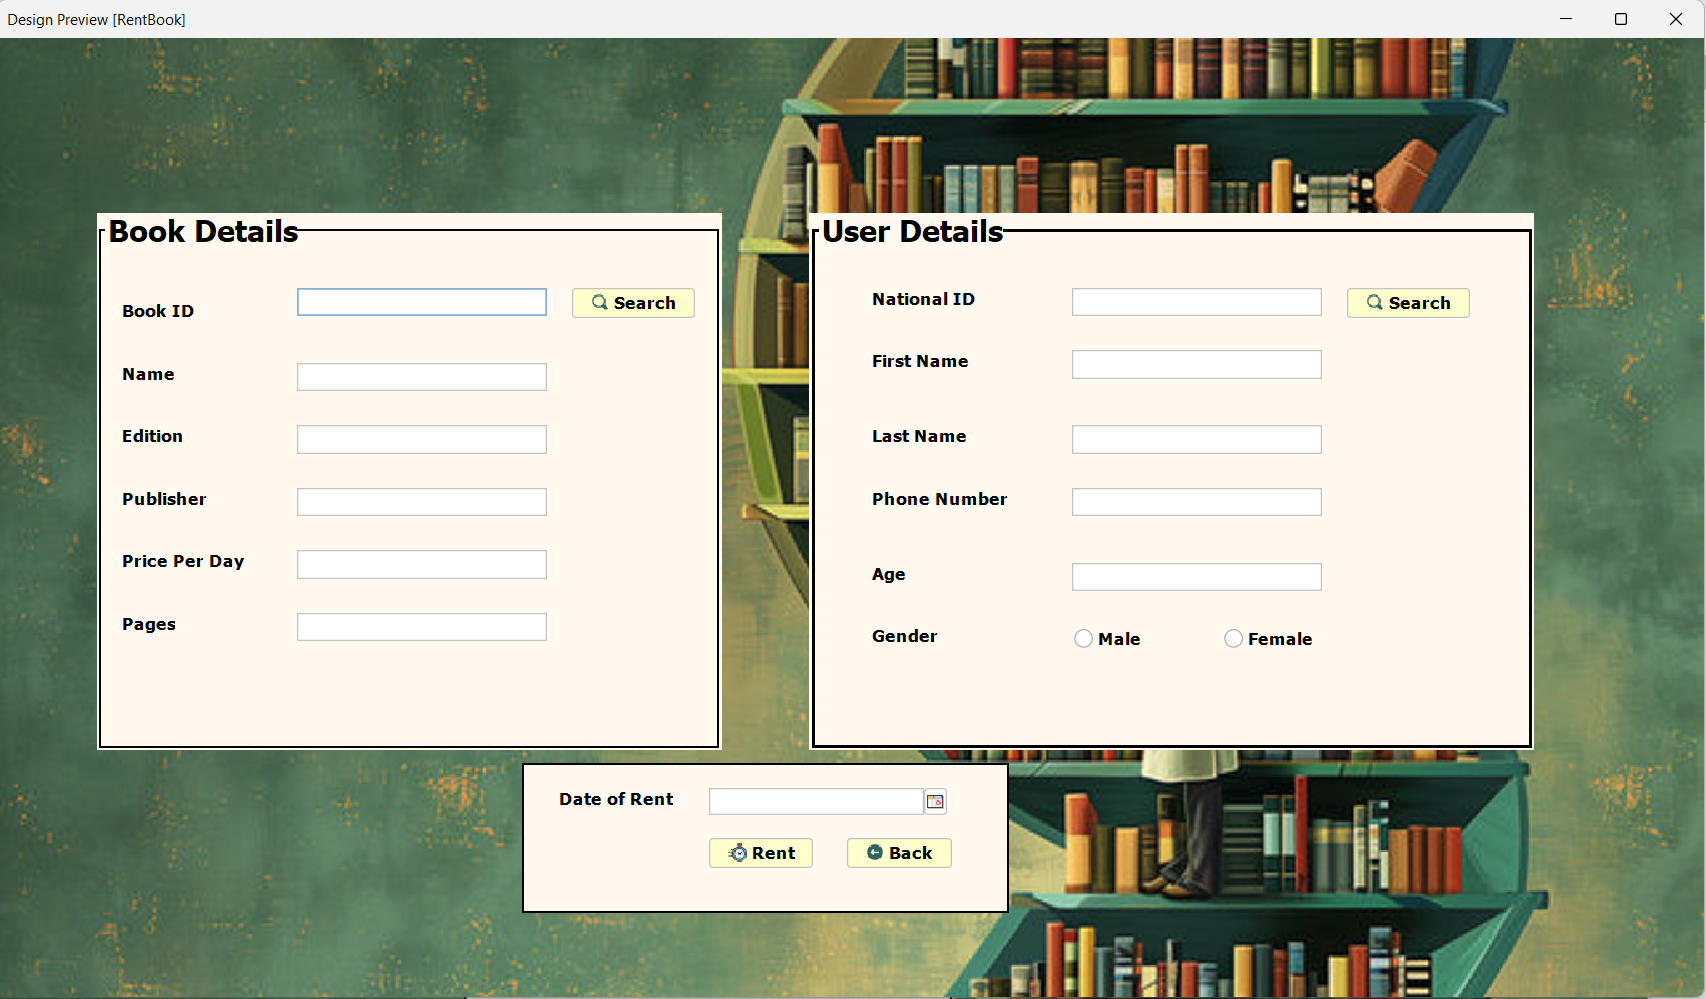 Design Preview [RentBook]
Book Details
Book ID
Search
Name
Edition
Publisher
Price Per Day
Pages
User Details
National ID
Search
First Name
Last Name
Phone Number
Age
Gender
Male
Female
Date of Rent
Rent
Back